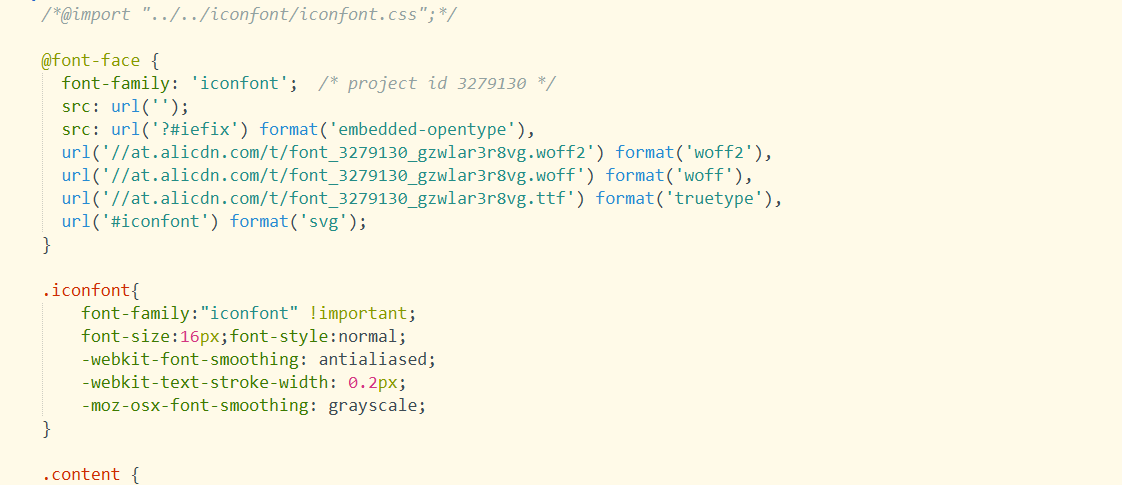 /*@import "../../iconfont/iconfont.css";*/
@font-face {
font-family: 'iconfont';  /* project id 3279130 */
src: url('');
src: url('?#iefix') format('embedded-opentype'),
url('//at.alicdn.com/t/font_3279130_gzwlar3r8vg.woff2') format('woff2'),
url('//at.alicdn.com/t/font_3279130_gzwlar3r8vg.woff') format('woff'),
url('//at.alicdn.com/t/font_3279130_gzwlar3r8vg.ttf') format('truetype'),
url('#iconfont') format('svg');
}
.iconfont{
font-family:"iconfont" !important;
font-size:16px;font-style:normal;
-webkit-font-smoothing: antialiased;
-webkit-text-stroke-width: 0.2px;
-moz-osx-font-smoothing: grayscale;
}
.content {